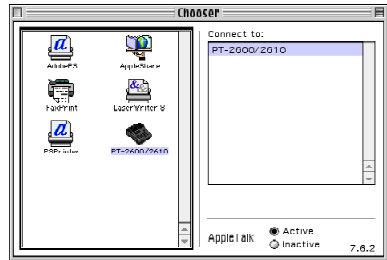 Chooser
Connect to:
PT-2600/2610
AdobePS
AppleShare
FaxPrint
LaserWriter 8
PSPrinter
PT-2600/2610
AppleTalk
Active
Inactive
7.6.2